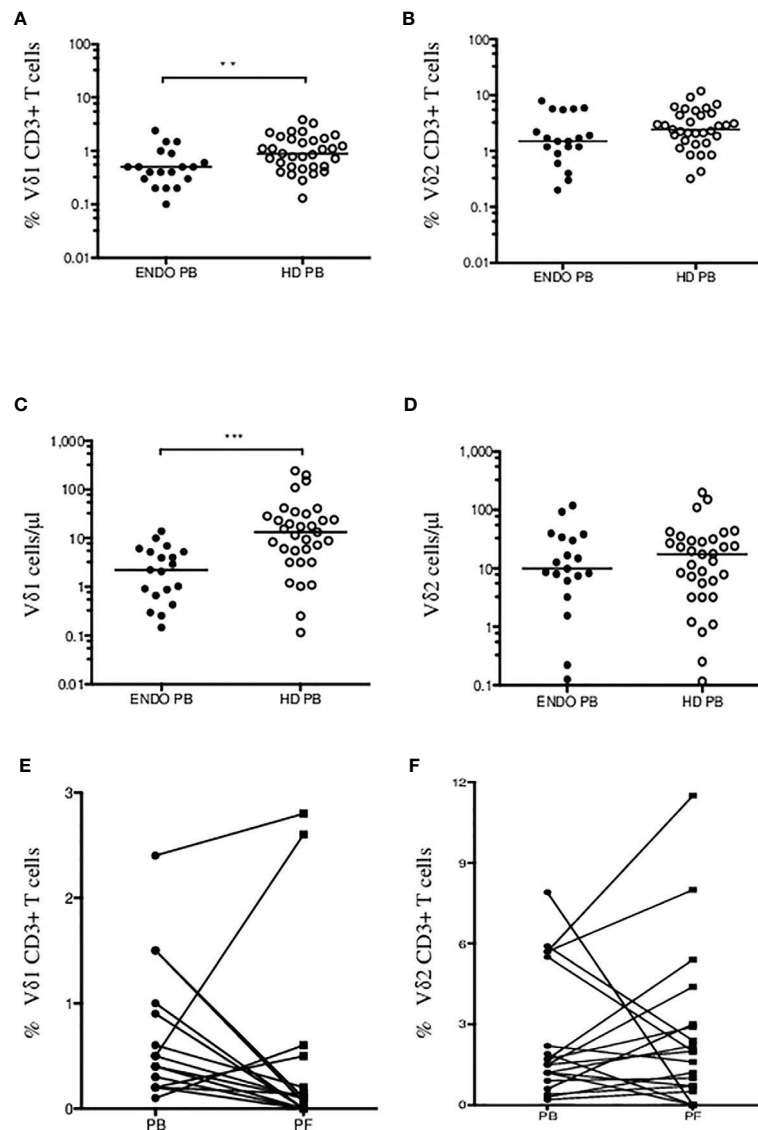 A
% Vδ1 CD3+ T cells
100
10
1
0.1
0.01
**
ENDO PB
HD PB
B
% Vδ2 CD3+ T cells
100
10
1
0.1
0.01
ENDO PB
HD PB
C
Vδ1 cells/µl
1,000
100
10
1
0.1
0.01
***
ENDO PB
HD PB
D
Vδ2 cells/µl
1,000
100
10
1
0.1
ENDO PB
HD PB
E
% Vδ1 CD3+ T cells
3
2
1
0
PB
PF
F
% Vδ2 CD3+ T cells
12
9
6
3
0
PB
PF